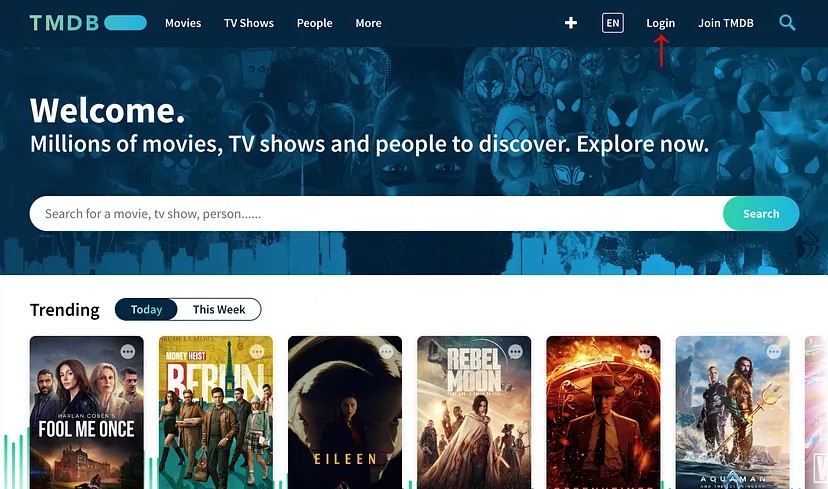 TMDB Movies TV Shows People More EN Login Join TMDB
Welcome.
Millions of movies, TV shows and people to discover. Explore now.
Search for a movie, tv show, person...... Search
Trending Today This Week
HARLAN COBEN'S
FOOL ME ONCE
MONEY HEIST
BERLIN
EILEEN
REBEL
MOON
AQUAMAN